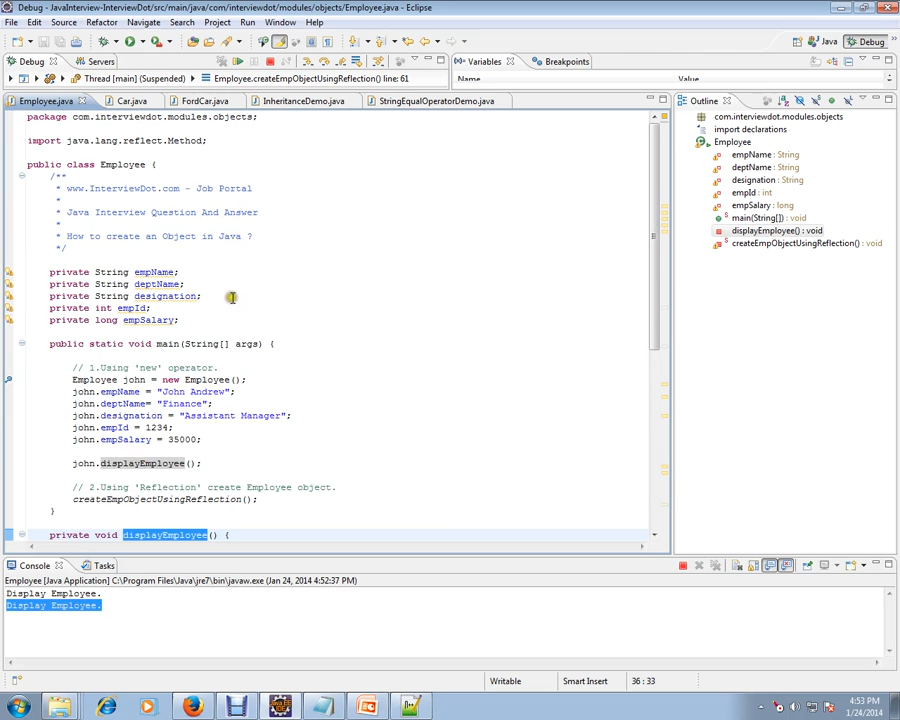 Debug - JavaInterview-InterviewDot/src/main/java/com/interviewdot/modules/objects/Employee.java - Eclipse
File Edit Source Refactor Navigate Search Project Run Window Help
Java Debug
Debug Servers
Thread [main] (Suspended) Employee.createEmpObjectUsingReflection() line: 61
Variables Breakpoints
Name Value
Employee.java Car.java FordCar.java InheritanceDemo.java StringEqualOperatorDemo.java
package com.interviewdot.modules.objects;
import java.lang.reflect.Method;
public class Employee {
/**
* www.InterviewDot.com - Job Portal
*
* Java Interview Question And Answer
*
* How to create an Object in Java ?
*/
private String empName;
private String deptName;
private String designation;
private int empId;
private long empSalary;
public static void main(String[] args) {
// 1.Using 'new' operator.
Employee john = new Employee();
john.empName = "John Andrew";
john.deptName= "Finance";
john.designation = "Assistant Manager";
john.empId = 1234;
john.empSalary = 35000;
john.displayEmployee();
// 2.Using 'Reflection' create Employee object.
createEmpObjectUsingReflection();
}
private void displayEmployee() {
Outline
com.interviewdot.modules.objects
import declarations
Employee
empName : String
deptName : String
designation : String
empId : int
empSalary : long
main(String[]) : void
displayEmployee() : void
createEmpObjectUsingReflection() : void
Console Tasks
Employee [Java Application] C:\Program Files\Java\jre7\bin\javaw.exe (Jan 24, 2014 4:52:37 PM)
Display Employee.
Display Employee.
Writable Smart Insert 36 : 33
4:53 PM
1/24/2014